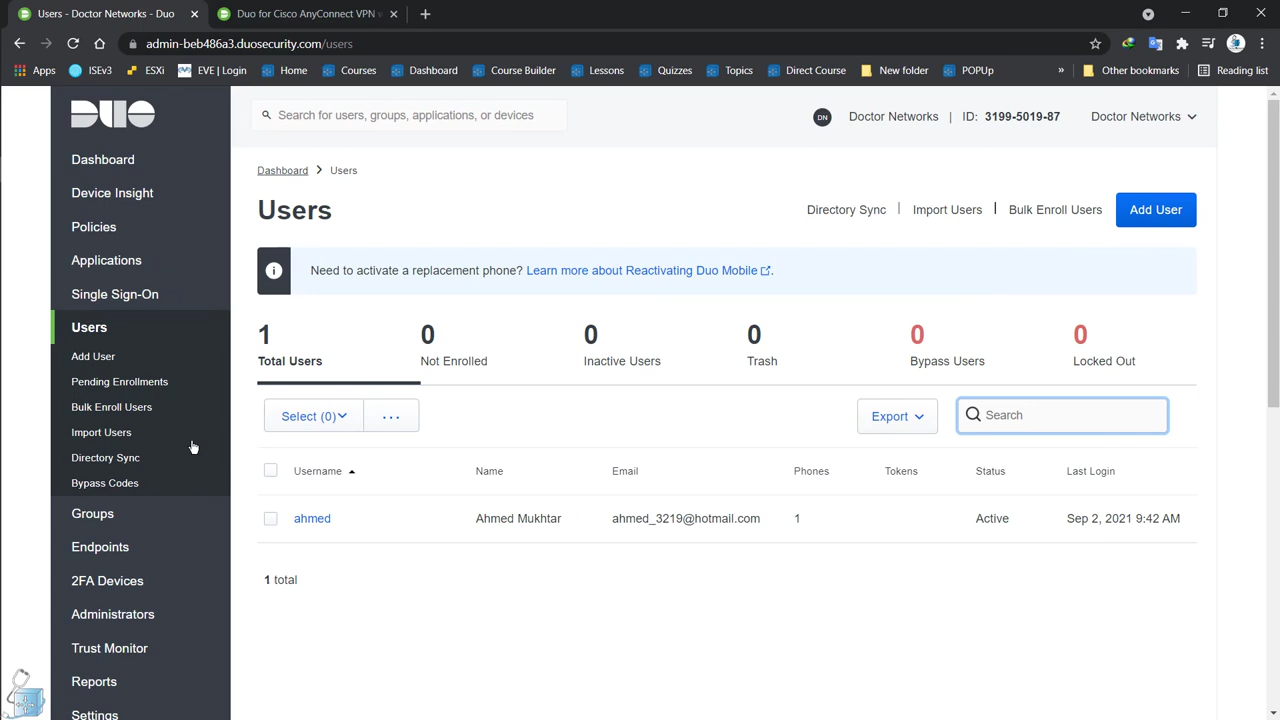 Users - Doctor Networks - Duo
Duo for Cisco AnyConnect VPN w
admin-beb486a3.duosecurity.com/users
Apps
ISEv3
ESXi
EVE | Login
Home
Courses
Dashboard
Course Builder
Lessons
Quizzes
Topics
Direct Course
New folder
POPUp
»
Other bookmarks
Reading list
DUO
Search for users, groups, applications, or devices
DN
Doctor Networks | ID: 3199-5019-87
Doctor Networks
Dashboard
Device Insight
Policies
Applications
Single Sign-On
Users
Add User
Pending Enrollments
Bulk Enroll Users
Import Users
Directory Sync
Bypass Codes
Groups
Endpoints
2FA Devices
Administrators
Trust Monitor
Reports
Settings
Dashboard > Users
Users
Directory Sync | Import Users | Bulk Enroll Users
Add User
Need to activate a replacement phone? Learn more about Reactivating Duo Mobile.
1 0 0 0 0 0
Total Users Not Enrolled Inactive Users Trash Bypass Users Locked Out
Select (0)
...
Export
Search
Username Name Email Phones Tokens Status Last Login
ahmed Ahmed Mukhtar ahmed_3219@hotmail.com 1 Active Sep 2, 2021 9:42 AM
1 total